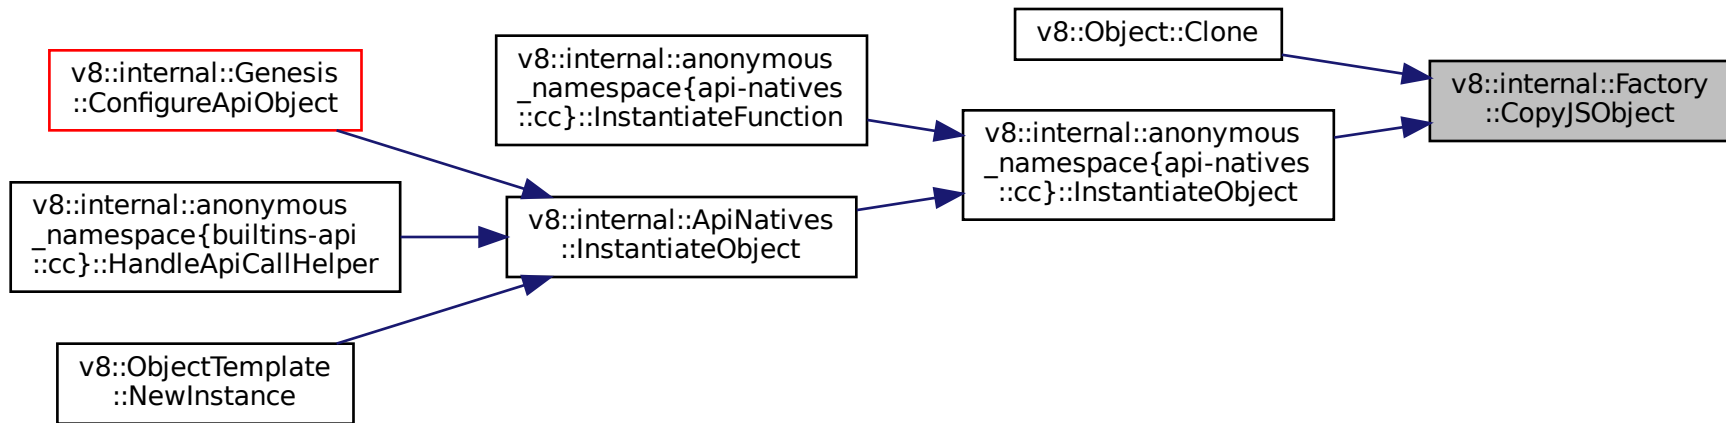 v8::internal::Genesis
::ConfigureApiObject
v8::internal::anonymous
_namespace{builtins-api
::cc}::HandleApiCallHelper
v8::ObjectTemplate
::NewInstance
v8::internal::anonymous
_namespace{api-natives
::cc}::InstantiateFunction
v8::internal::ApiNatives
::InstantiateObject
v8::Object::Clone
v8::internal::anonymous
_namespace{api-natives
::cc}::InstantiateObject
v8::internal::Factory
::CopyJSObject